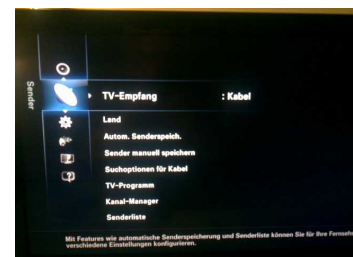 Sender
TV-Empfang : Kabel
Land
Autom. Senderspeich.
Sender manuell speichern
Suchoptionen für Kabel
TV-Programm
Kanal-Manager
Senderliste
Mit Features wie automatische Senderspeicherung und Senderliste können Sie für Ihre Fernseh
verschiedene Einstellungen konfigurieren.